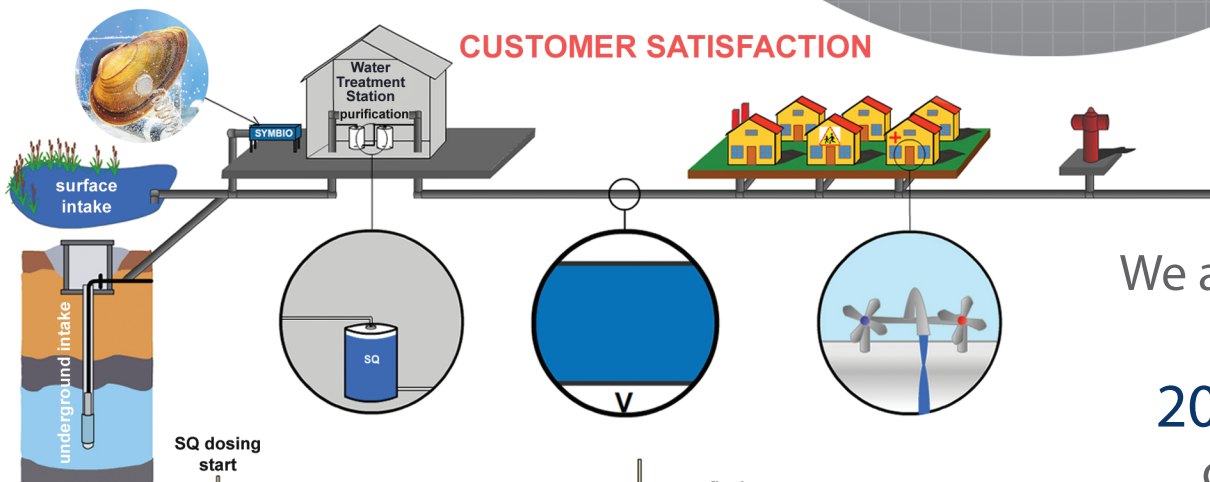 CUSTOMER SATISFACTION
Water
Treatment
Station
purification
SYMBIO
surface
intake
underground intake
SQ
V
We a
20
SQ dosing
start